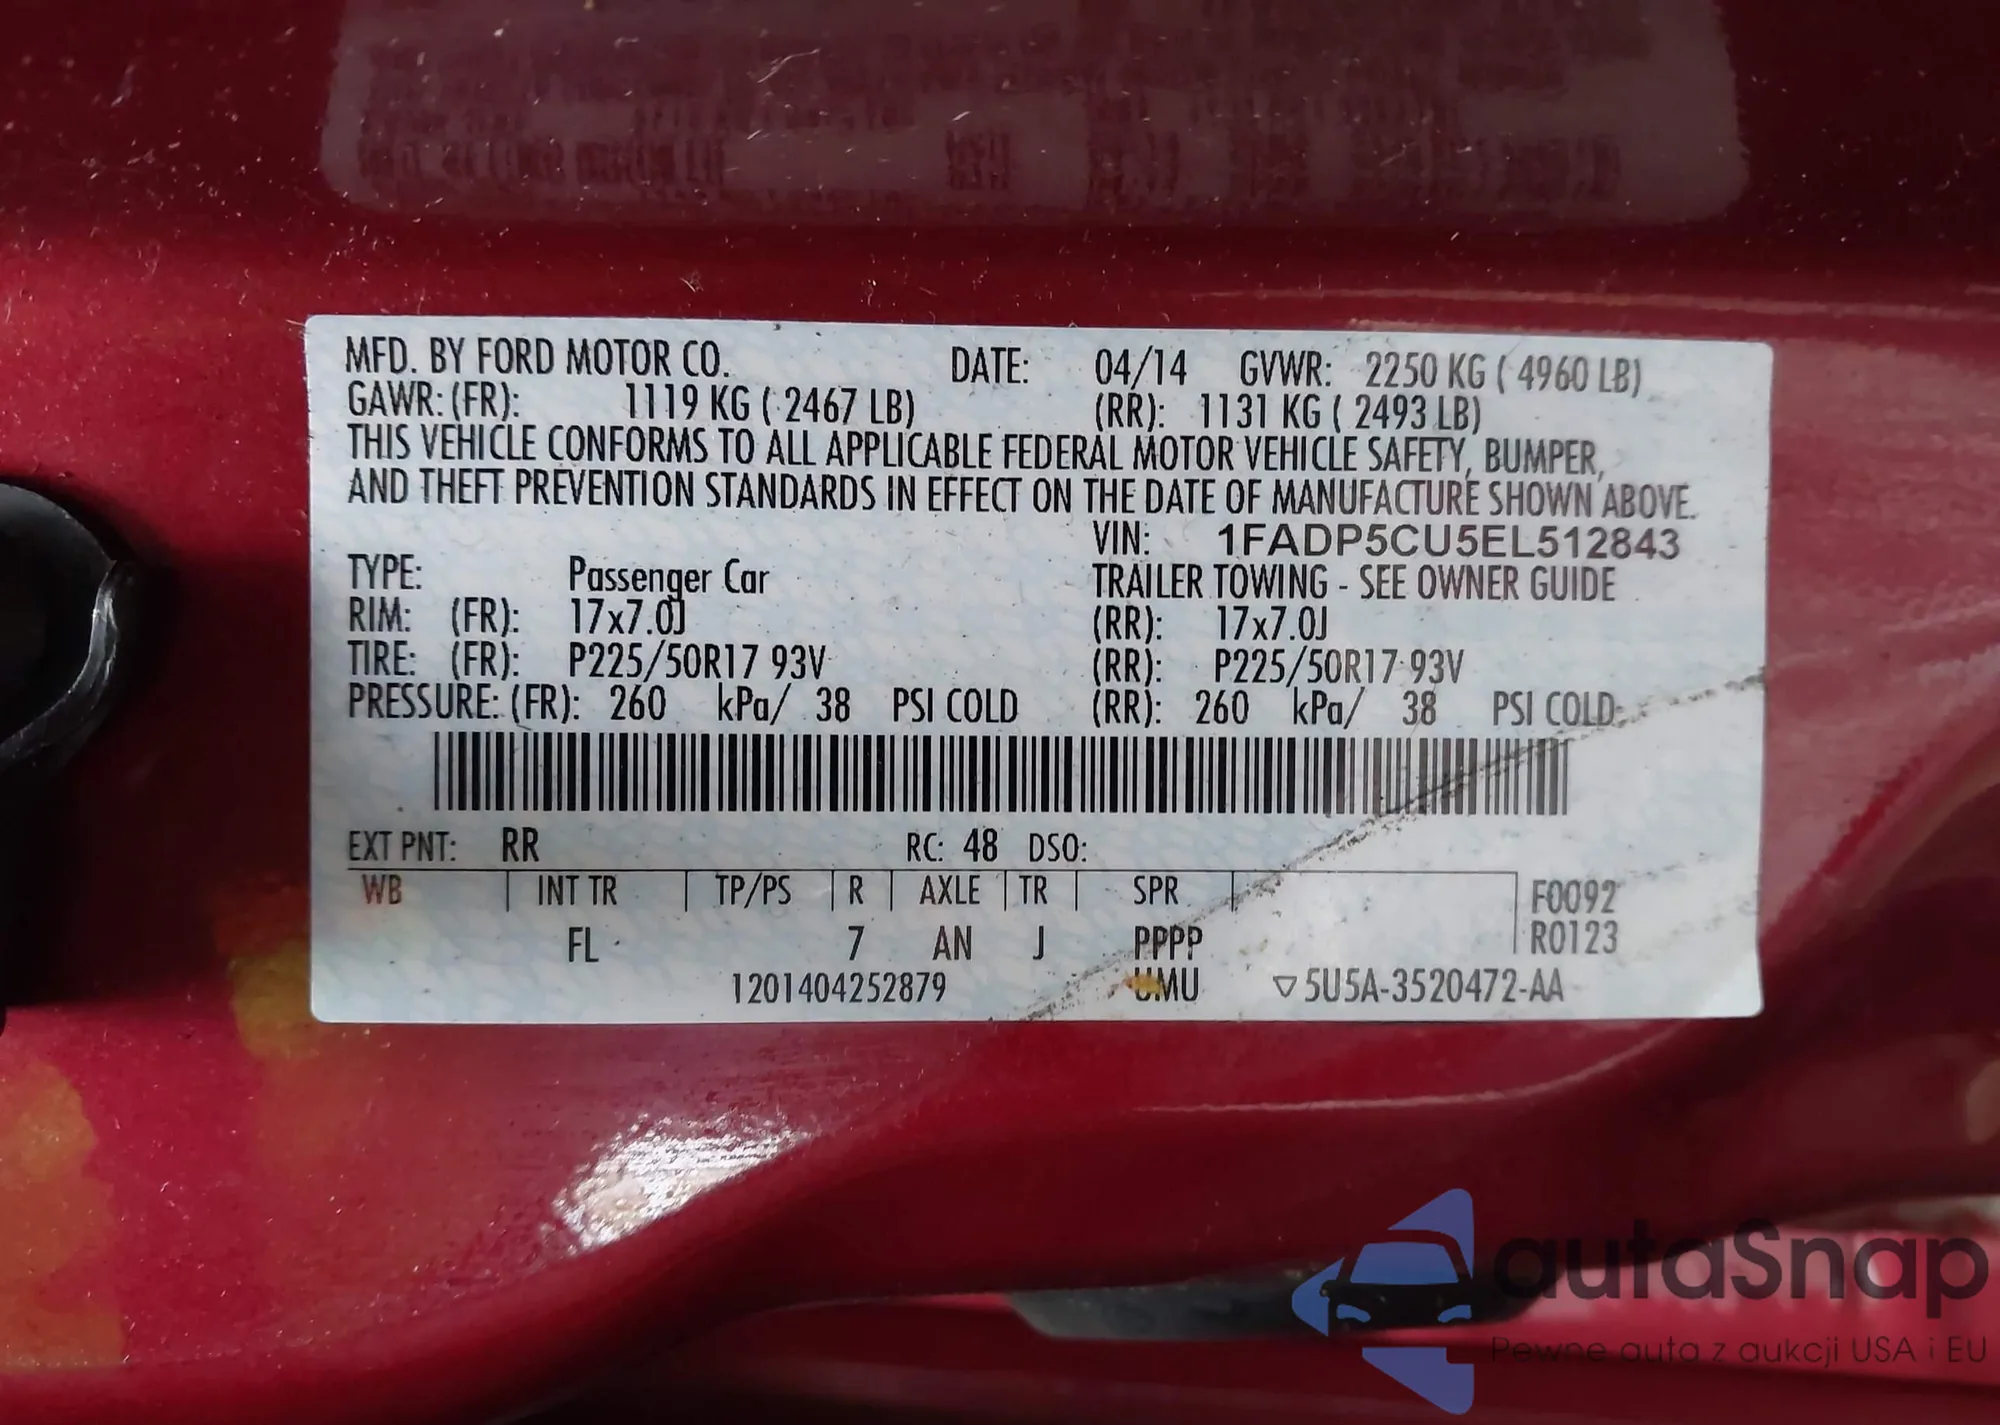 MFD. BY FORD MOTOR CO. DATE: 04/14 GVWR: 2250 KG ( 4960 LB)
GAWR: (FR): 1119 KG ( 2467 LB) (RR): 1131 KG ( 2493 LB)
THIS VEHICLE CONFORMS TO ALL APPLICABLE FEDERAL MOTOR VEHICLE SAFETY, BUMPER,
AND THEFT PREVENTION STANDARDS IN EFFECT ON THE DATE OF MANUFACTURE SHOWN ABOVE.
VIN: 1FADP5CU5EL512843
TYPE: Passenger Car TRAILER TOWING - SEE OWNER GUIDE
RIM: (FR): 17x7.0J (RR): 17x7.0J
TIRE: (FR): P225/50R17 93V (RR): P225/50R17 93V
PRESSURE: (FR): 260 kPa/ 38 PSI COLD (RR): 260 kPa/ 38 PSI COLD
EXT PNT: RR RC: 48 DSO:
WB INT TR TP/PS R AXLE TR SPR F0092
FL 7 AN J PPPP R0123
1201404252879 UMU ▽5U5A-3520472-AA
autaSnap
Pewne auta z aukcji USA i EU